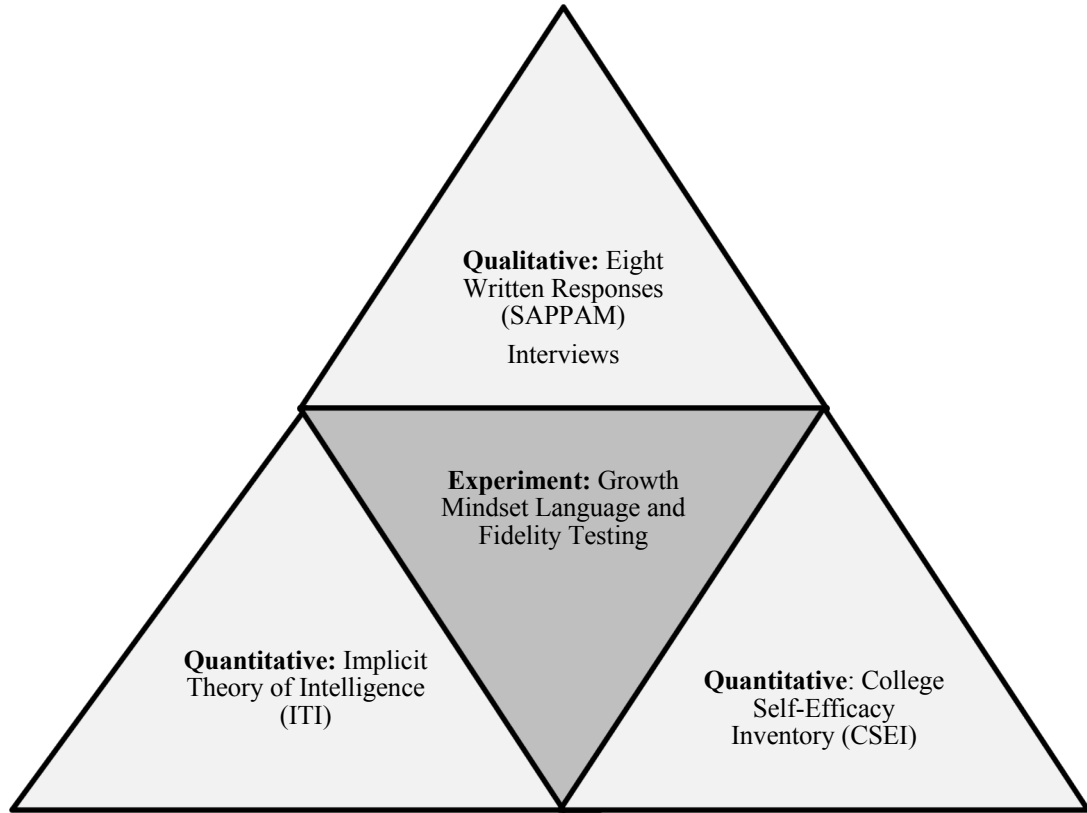 Qualitative: Eight
Written Responses
(SAPPAM)
Interviews
Experiment: Growth
Mindset Language and
Fidelity Testing
Quantitative: Implicit
Theory of Intelligence
(ITI)
Quantitative: College
Self-Efficacy
Inventory (CSEI)